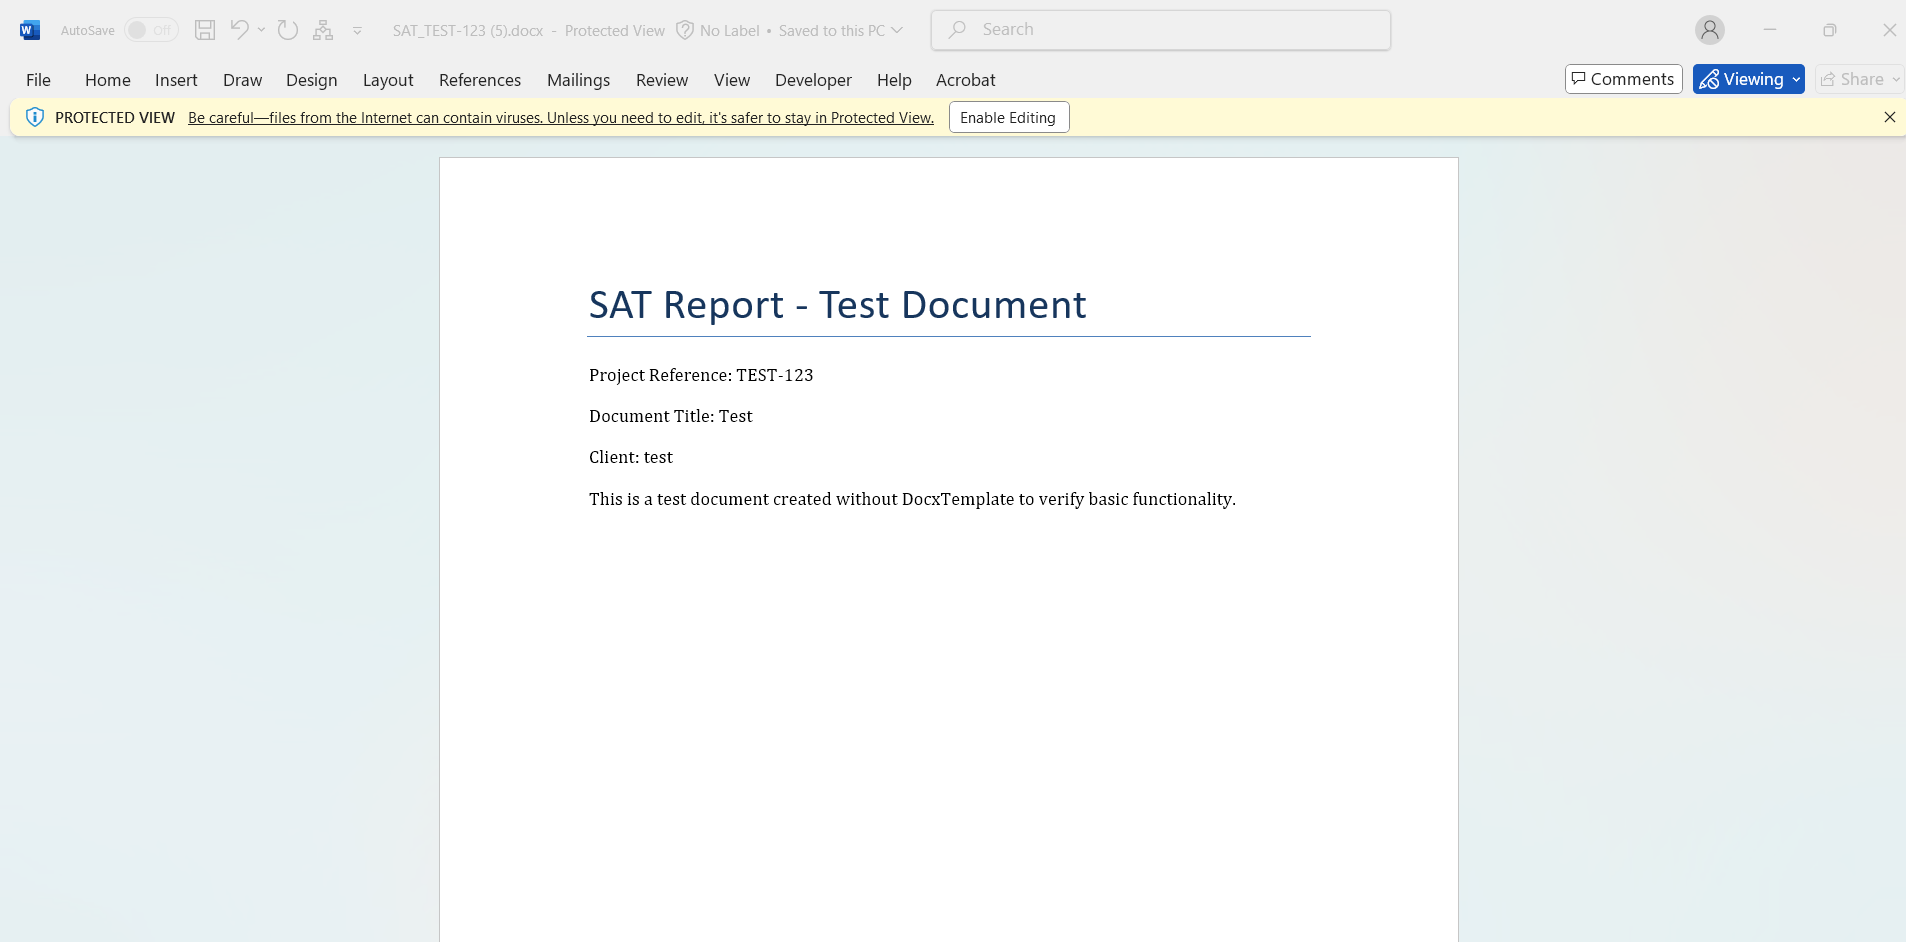 AutoSave Off SAT_TEST-123 (5).docx - Protected View No Label • Saved to this PC Search
File Home Insert Draw Design Layout References Mailings Review View Developer Help Acrobat Comments Viewing Share
PROTECTED VIEW Be careful—files from the Internet can contain viruses. Unless you need to edit, it's safer to stay in Protected View. Enable Editing
SAT Report - Test Document
Project Reference: TEST-123
Document Title: Test
Client: test
This is a test document created without DocxTemplate to verify basic functionality.